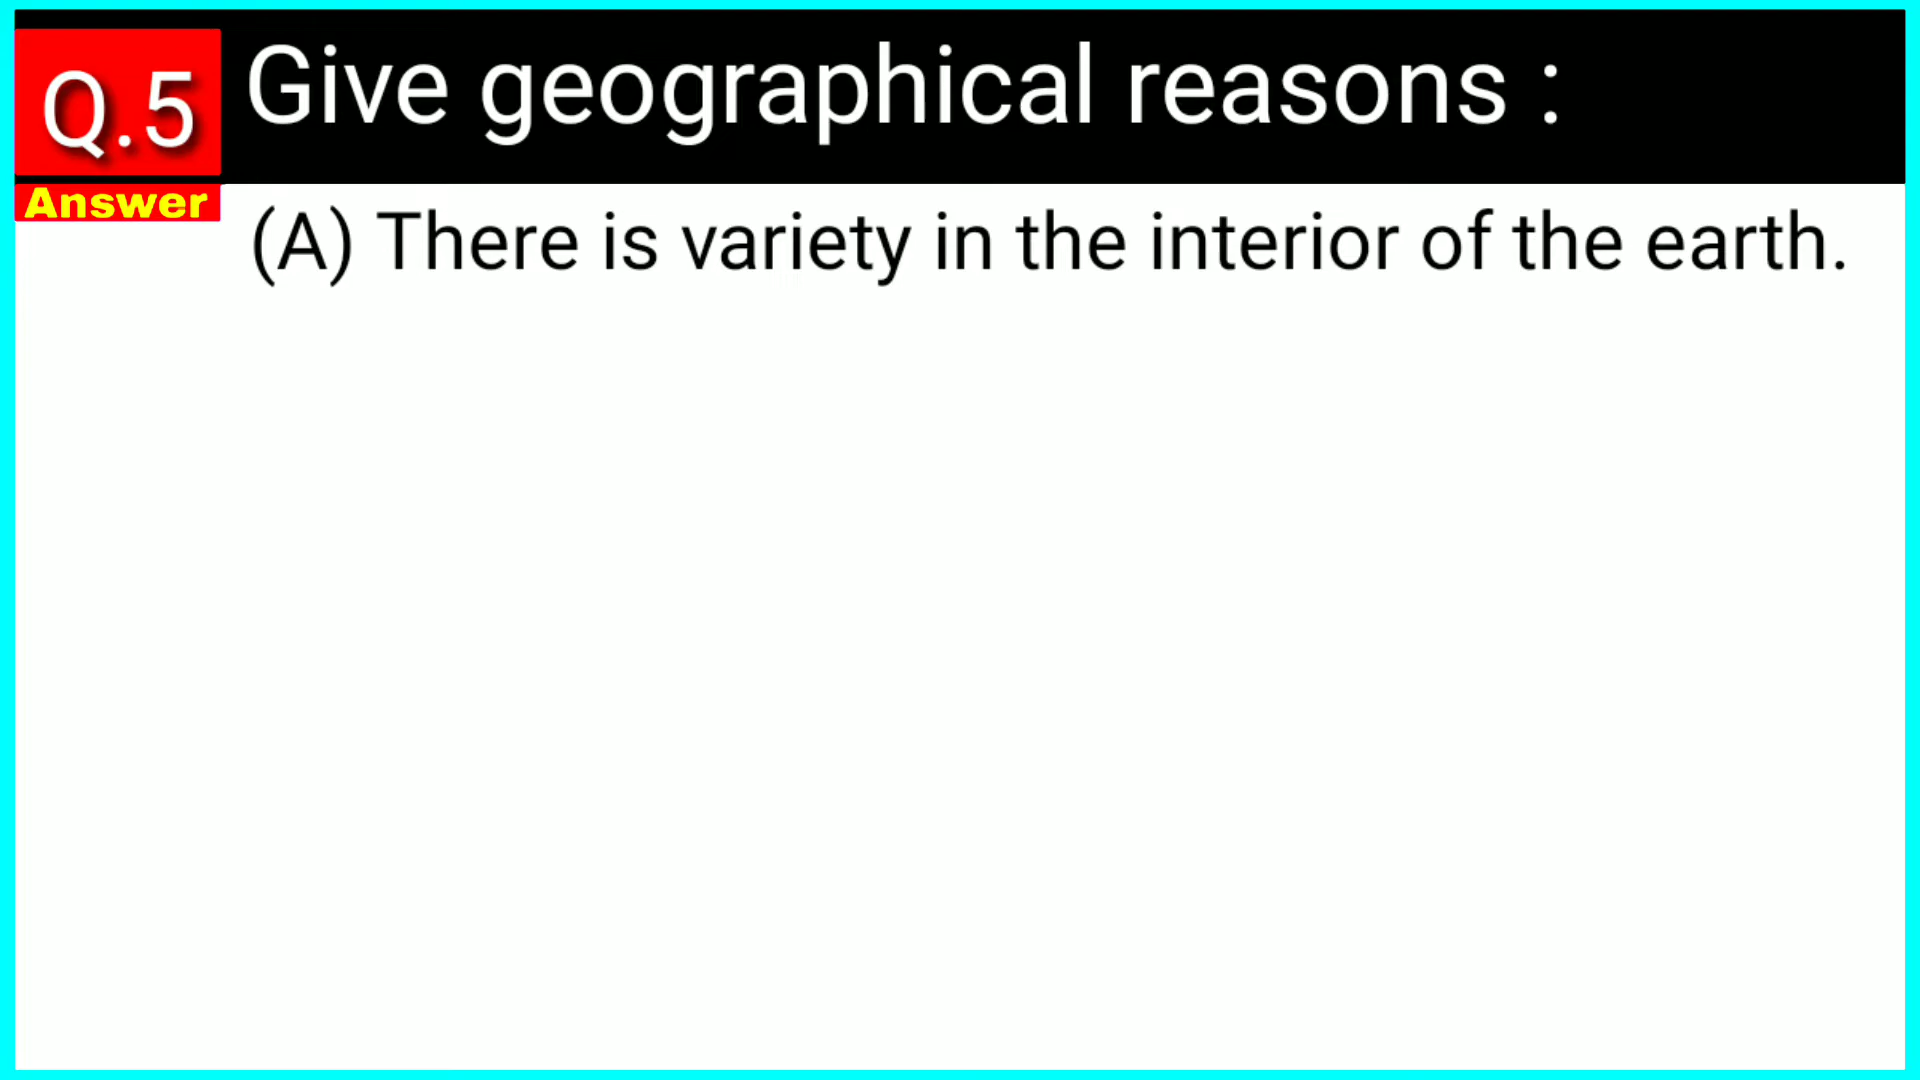 Q.5 Give geographical reasons :
Answer
(A) There is variety in the interior of the earth.